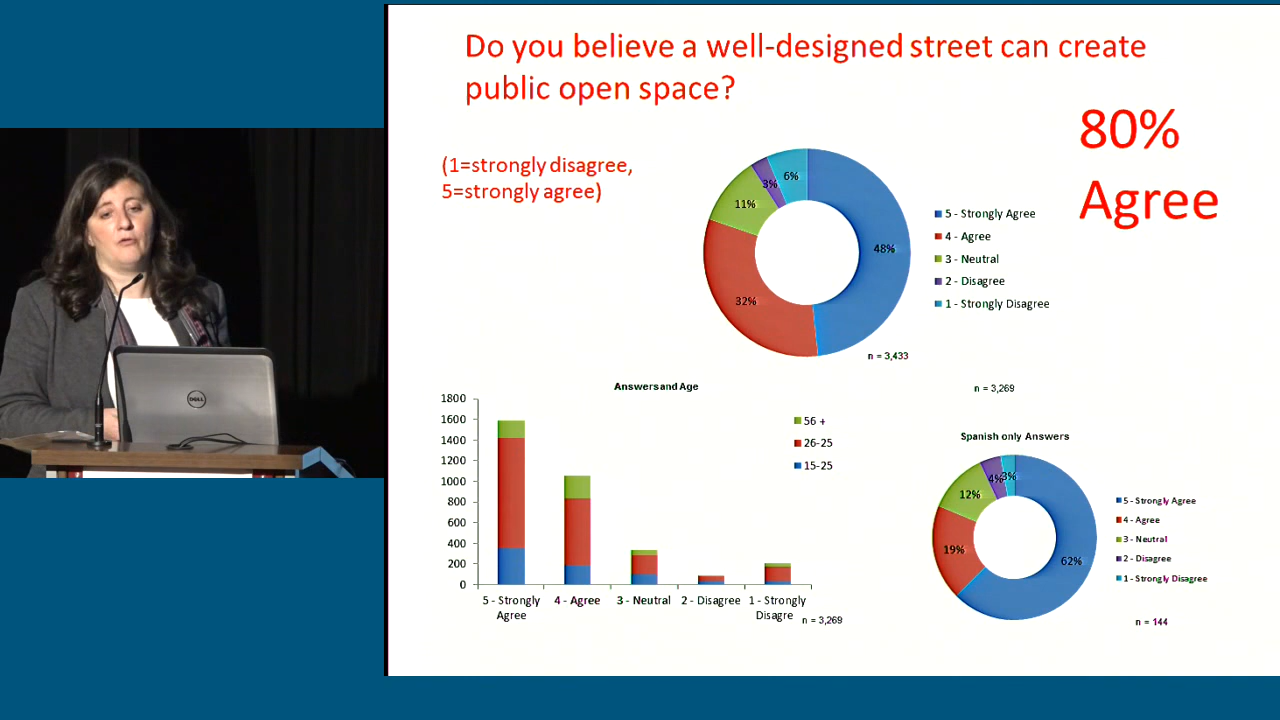 Do you believe a well-designed street can create
public open space?
80%
Agree
(1=strongly disagree,
5=strongly agree)
6%
3%
11%
48%
32%
5 - Strongly Agree
4 - Agree
3 - Neutral
2 - Disagree
1 - Strongly Disagree
n = 3,433
Answers and Age
n = 3,269
1800
1600
1400
1200
1000
800
600
400
200
0
56 +
26-25
15-25
5 - Strongly
Agree
4 - Agree
3 - Neutral
2 - Disagree
1 - Strongly
Disagre
n = 3,269
Spanish only Answers
4%
3%
12%
19%
62%
5 - Strongly Agree
4 - Agree
3 - Neutral
2 - Disagree
1 - Strongly Disagree
n = 144
DELL